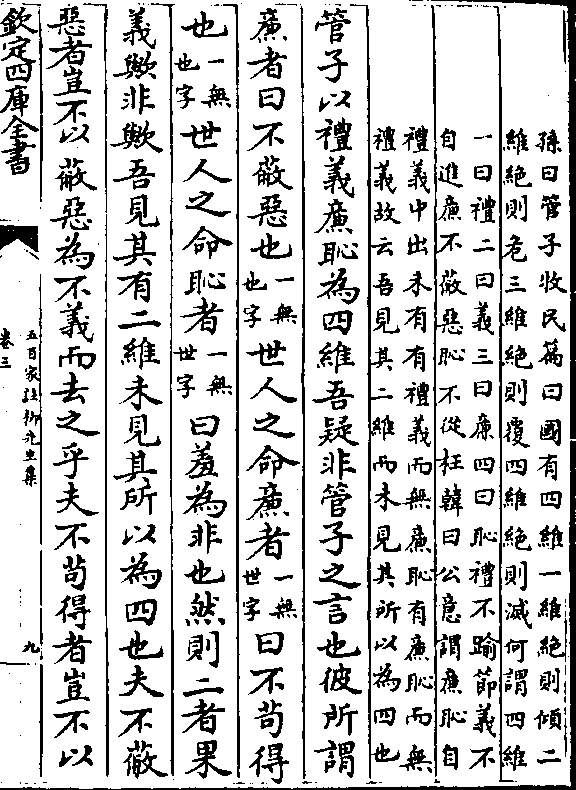 孫曰管子牧民篇曰國有四維一維絕則傾二
維絕則危三維絕則覆四維絕則滅何謂四維
一曰禮二曰義三曰廉四曰恥禮不踰節義不
自進廉不蔽惡恥不從枉韓曰公意謂廉恥自
禮義中出未有有禮義而無廉恥有廉恥而無
禮義故云吾見其二維而未見其所以為四也
管子以禮義廉恥為四維吾疑非管子之言也彼所謂
廉者曰不蔽惡也一無也字世人之命廉者一無世字曰不苟得
也一無也字世人之命恥者一無世字曰羞為非也然則二者果
義歟非歟吾見其有二維未見其所以為四也夫不蔽
惡者豈不以蔽惡為不義而去之乎夫不苟得者豈不以
欽定四庫全書
五百家註柳先生集
卷三
九